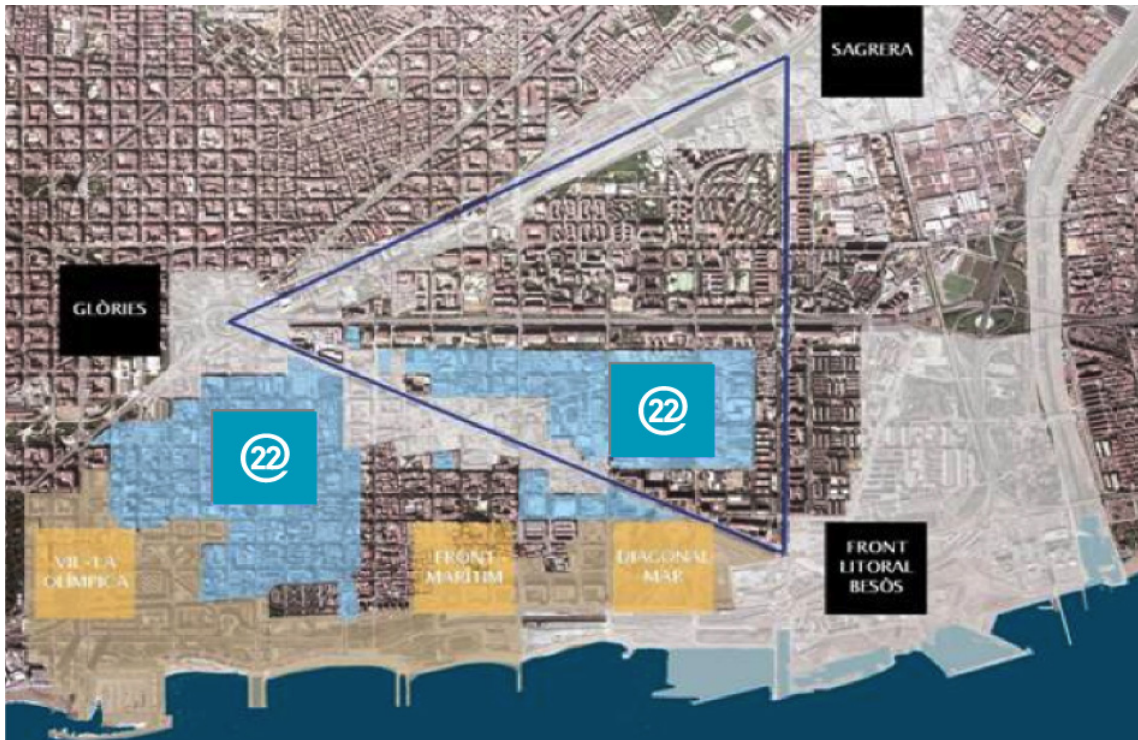 SAGRERA
GLÒRIES
22@
22@
VIL·LA
OLÍMPICA
FRONT
MARÍTIM
DIAGONAL
MAR
FRONT
LITORAL
BESÒS